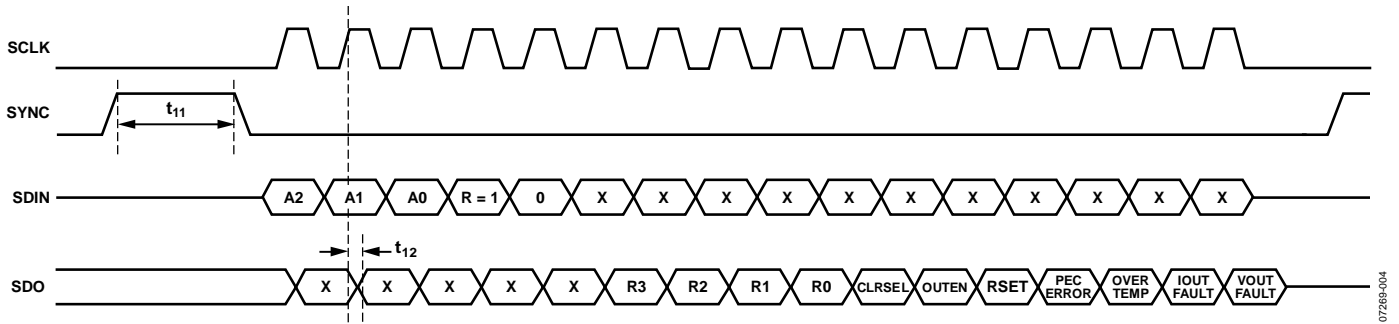 SCLK
SYNC
t11
SDIN A2 A1 A0 R = 1 0 X X X X X X X X X X X
t12
SDO X X X X X R3 R2 R1 R0 CLRSEL OUTEN RSET PEC ERROR OVER TEMP IOUT FAULT VOUT FAULT
07269-004